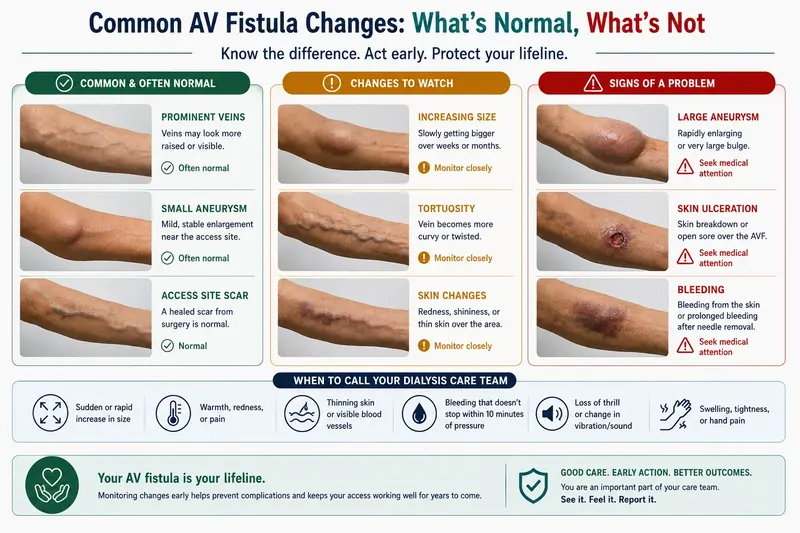 Common AV Fistula Changes: What's Normal, What's Not
Know the difference. Act early. Protect your lifeline.
COMMON & OFTEN NORMAL
PROMINENT VEINS
Veins may look more
raised or visible.
Often normal
SMALL ANEURYSM
Mild, stable enlargement
near the access site.
Often normal
ACCESS SITE SCAR
A healed scar from
surgery is normal.
Normal
CHANGES TO WATCH
INCREASING SIZE
Slowly getting bigger
over weeks or months.
Monitor closely
TORTUOSITY
Vein becomes more
curvy or twisted.
Monitor closely
SKIN CHANGES
Redness, shininess, or
thin skin over the area.
Monitor closely
SIGNS OF A PROBLEM
LARGE ANEURYSM
Rapidly enlarging
or very large bulge.
Seek medical
attention
SKIN ULCERATION
Skin breakdown or
open sore over the AVF.
Seek medical
attention
BLEEDING
Bleeding from the skin
or prolonged bleeding
after needle removal.
Seek medical
attention
WHEN TO CALL YOUR DIALYSIS CARE TEAM
Sudden or rapid
increase in size
Warmth, redness,
or pain
Thinning skin
or visible blood
vessels
Bleeding that doesn't
stop within 10 minutes
of pressure
Loss of thrill
or change in
vibration/sound
Swelling, tightness,
or hand pain
Your AV fistula is your lifeline.
Monitoring changes early helps prevent complications and keeps your access working well for years to come.
GOOD CARE. EARLY ACTION. BETTER OUTCOMES.
You are an important part of your care team.
See it. Feel it. Report it.